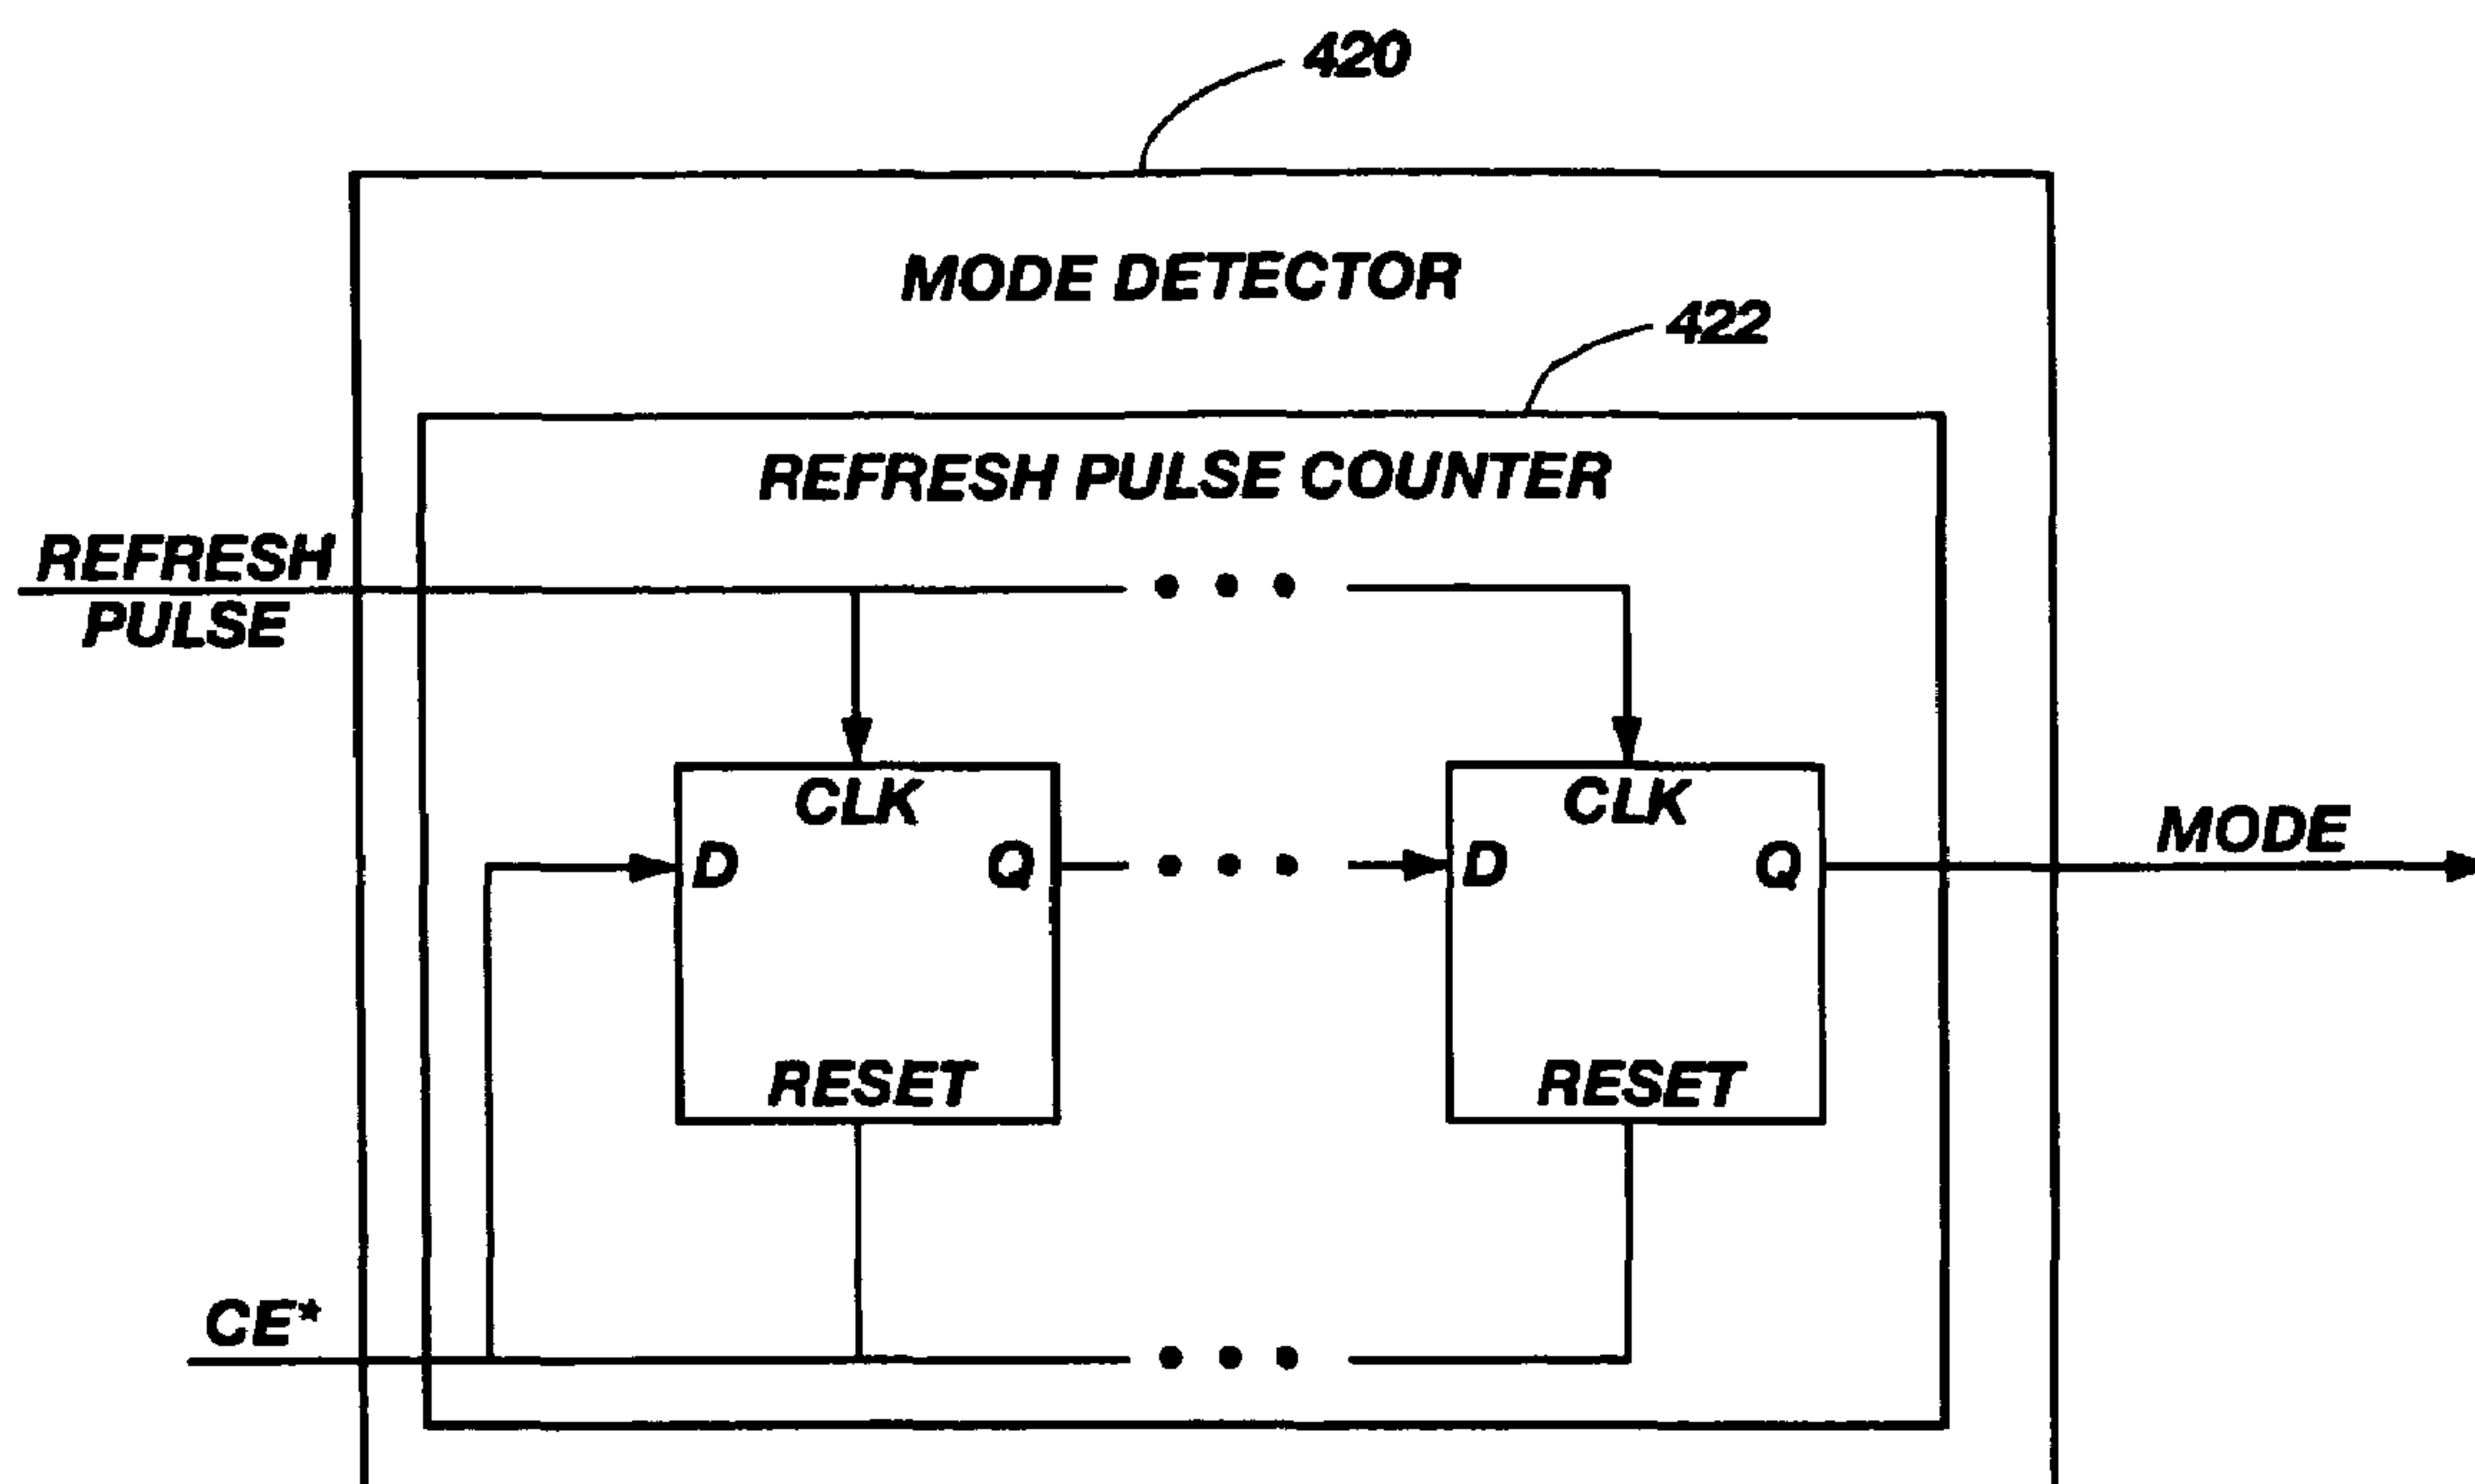 420
MODE DETECTOR
422
REFRESH PULSE COUNTER
REFRESH
PULSE
CLK
CLK
D
Q
D
Q
MODE
RESET
RESET
CE*